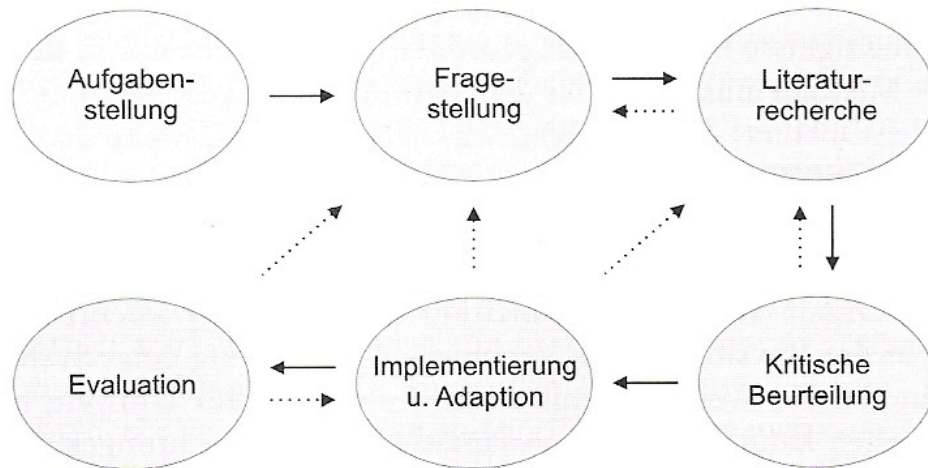 Aufgaben-
stellung
Frage-
stellung
Literatur-
recherche
Evaluation
Implementierung
u. Adaption
Kritische
Beurteilung